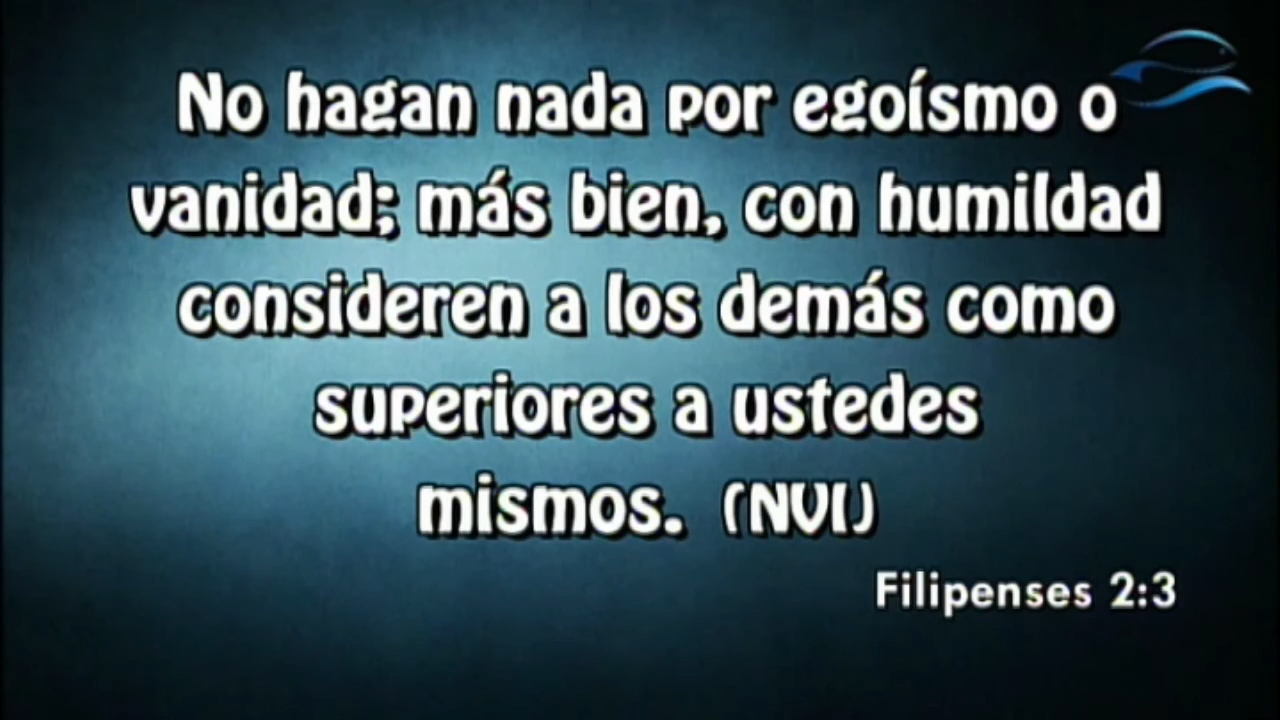 No hagan nada por egoísmo o
vanidad; más bien, con humildad
consideren a los demás como
superiores a ustedes
mismos. (NVI)
Filipenses 2:3